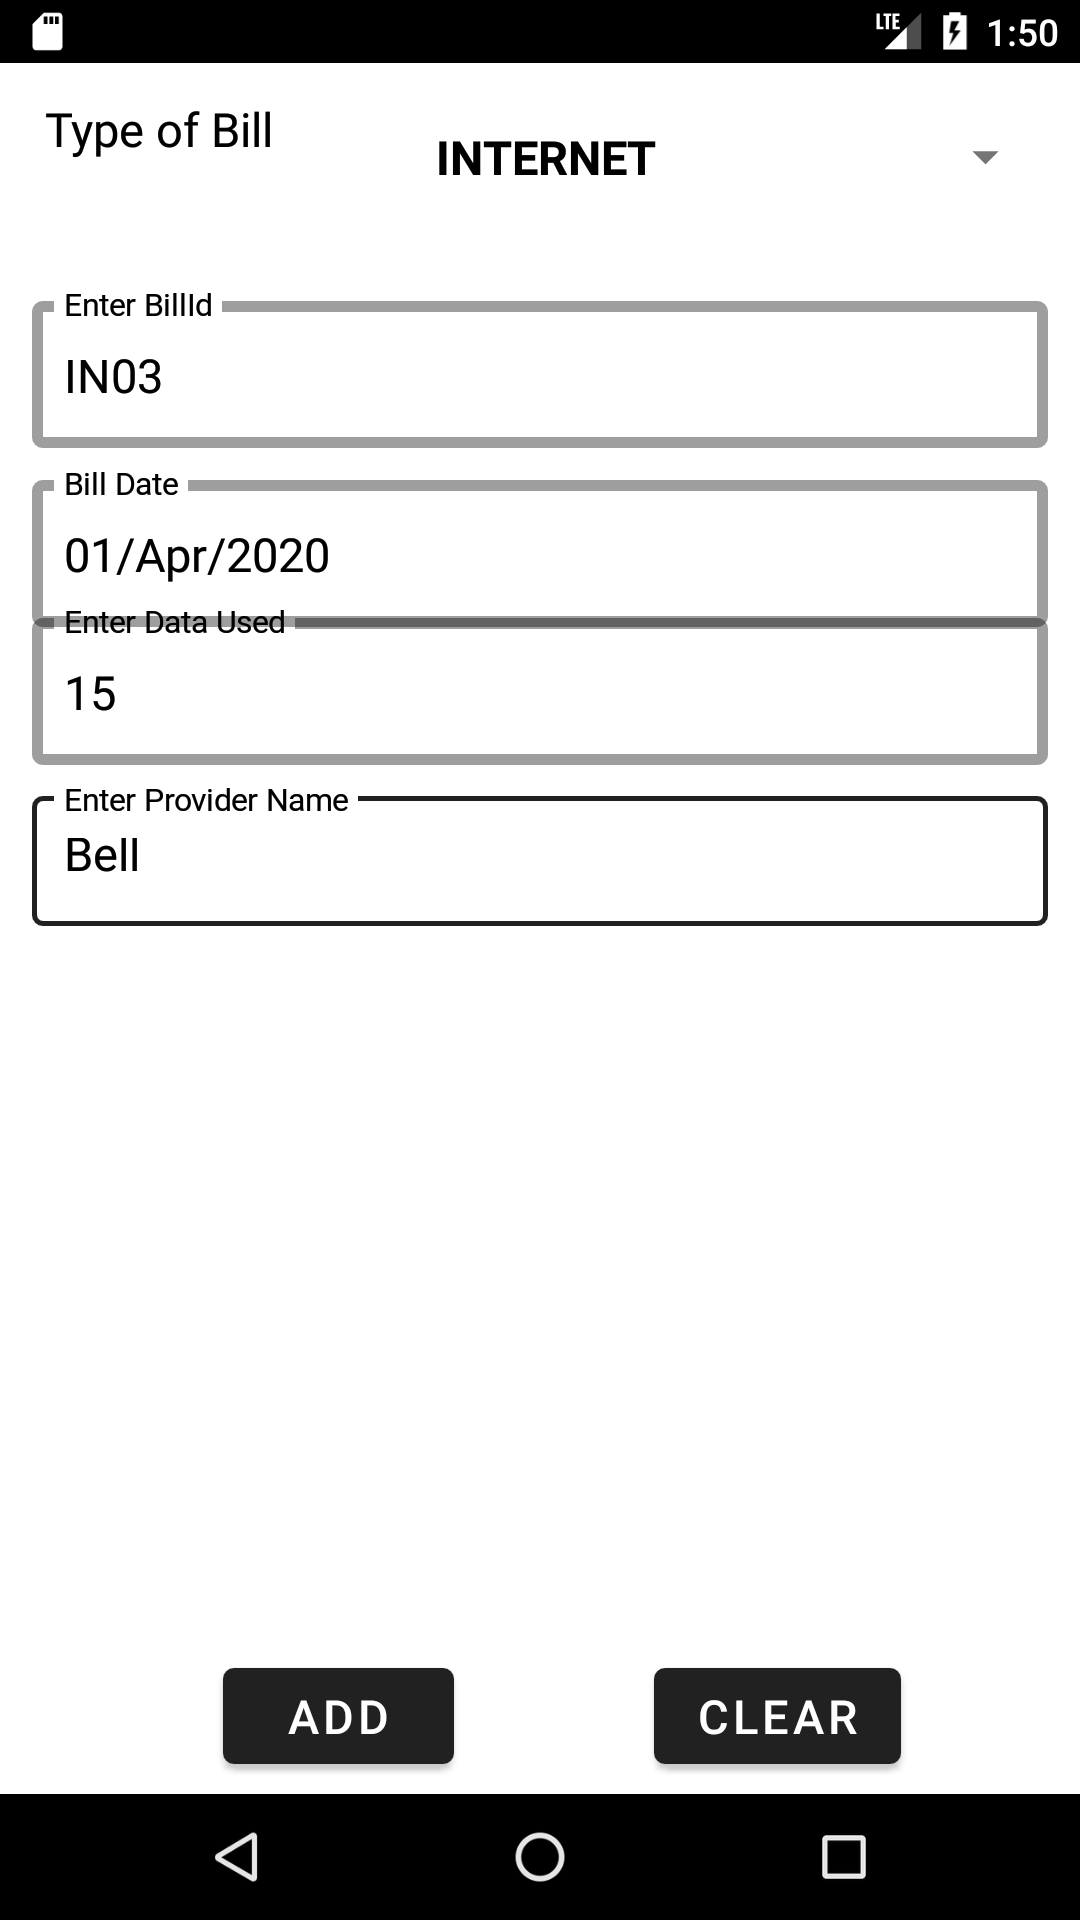 LTE 1:50
Type of Bill
INTERNET
Enter BillId
IN03
Bill Date
01/Apr/2020
Enter Data Used
15
Enter Provider Name
Bell
ADD CLEAR